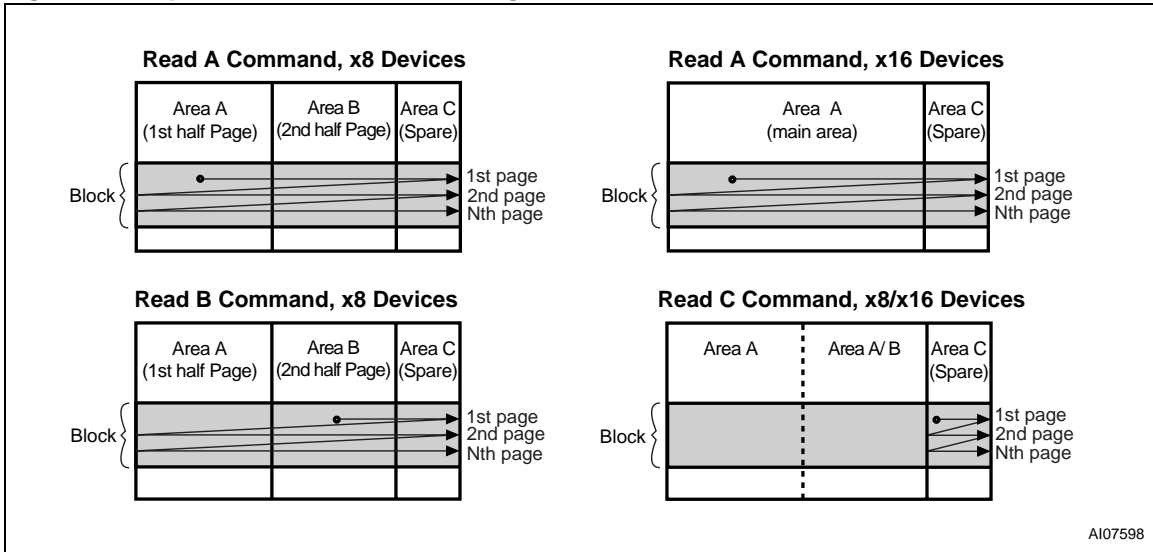 Read A Command, x8 Devices
Area A
(1st half Page)
Area B
(2nd half Page)
Area C
(Spare)
Block
1st page
2nd page
Nth page
Read A Command, x16 Devices
Area A
(main area)
Area C
(Spare)
Block
1st page
2nd page
Nth page
Read B Command, x8 Devices
Area A
(1st half Page)
Area B
(2nd half Page)
Area C
(Spare)
Block
1st page
2nd page
Nth page
Read C Command, x8/x16 Devices
Area A
Area A/ B
Area C
(Spare)
Block
1st page
2nd page
Nth page
AI07598